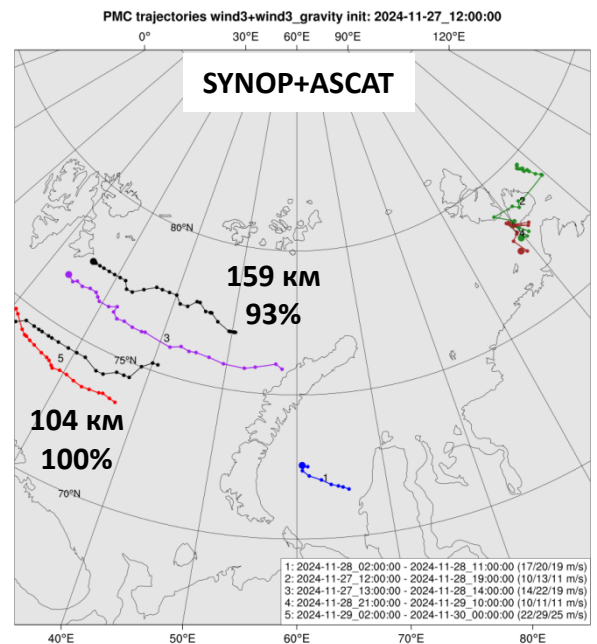 PMC trajectories wind3+wind3_gravity init: 2024-11-27_12:00:00
0° 30°E 60°E 90°E 120°E
SYNOP+ASCAT
2
4
80°N
159 км
93%
3
75°N
5
104 км
100%
1
70°N
1: 2024-11-28_02:00:00 - 2024-11-28_11:00:00 (17/20/19 m/s)
2: 2024-11-27_12:00:00 - 2024-11-28_19:00:00 (10/13/11 m/s)
3: 2024-11-27_13:00:00 - 2024-11-28_14:00:00 (14/22/19 m/s)
4: 2024-11-28_21:00:00 - 2024-11-29_10:00:00 (10/11/11 m/s)
5: 2024-11-29_02:00:00 - 2024-11-30_00:00:00 (22/29/25 m/s)
40°E 50°E 60°E 70°E 80°E